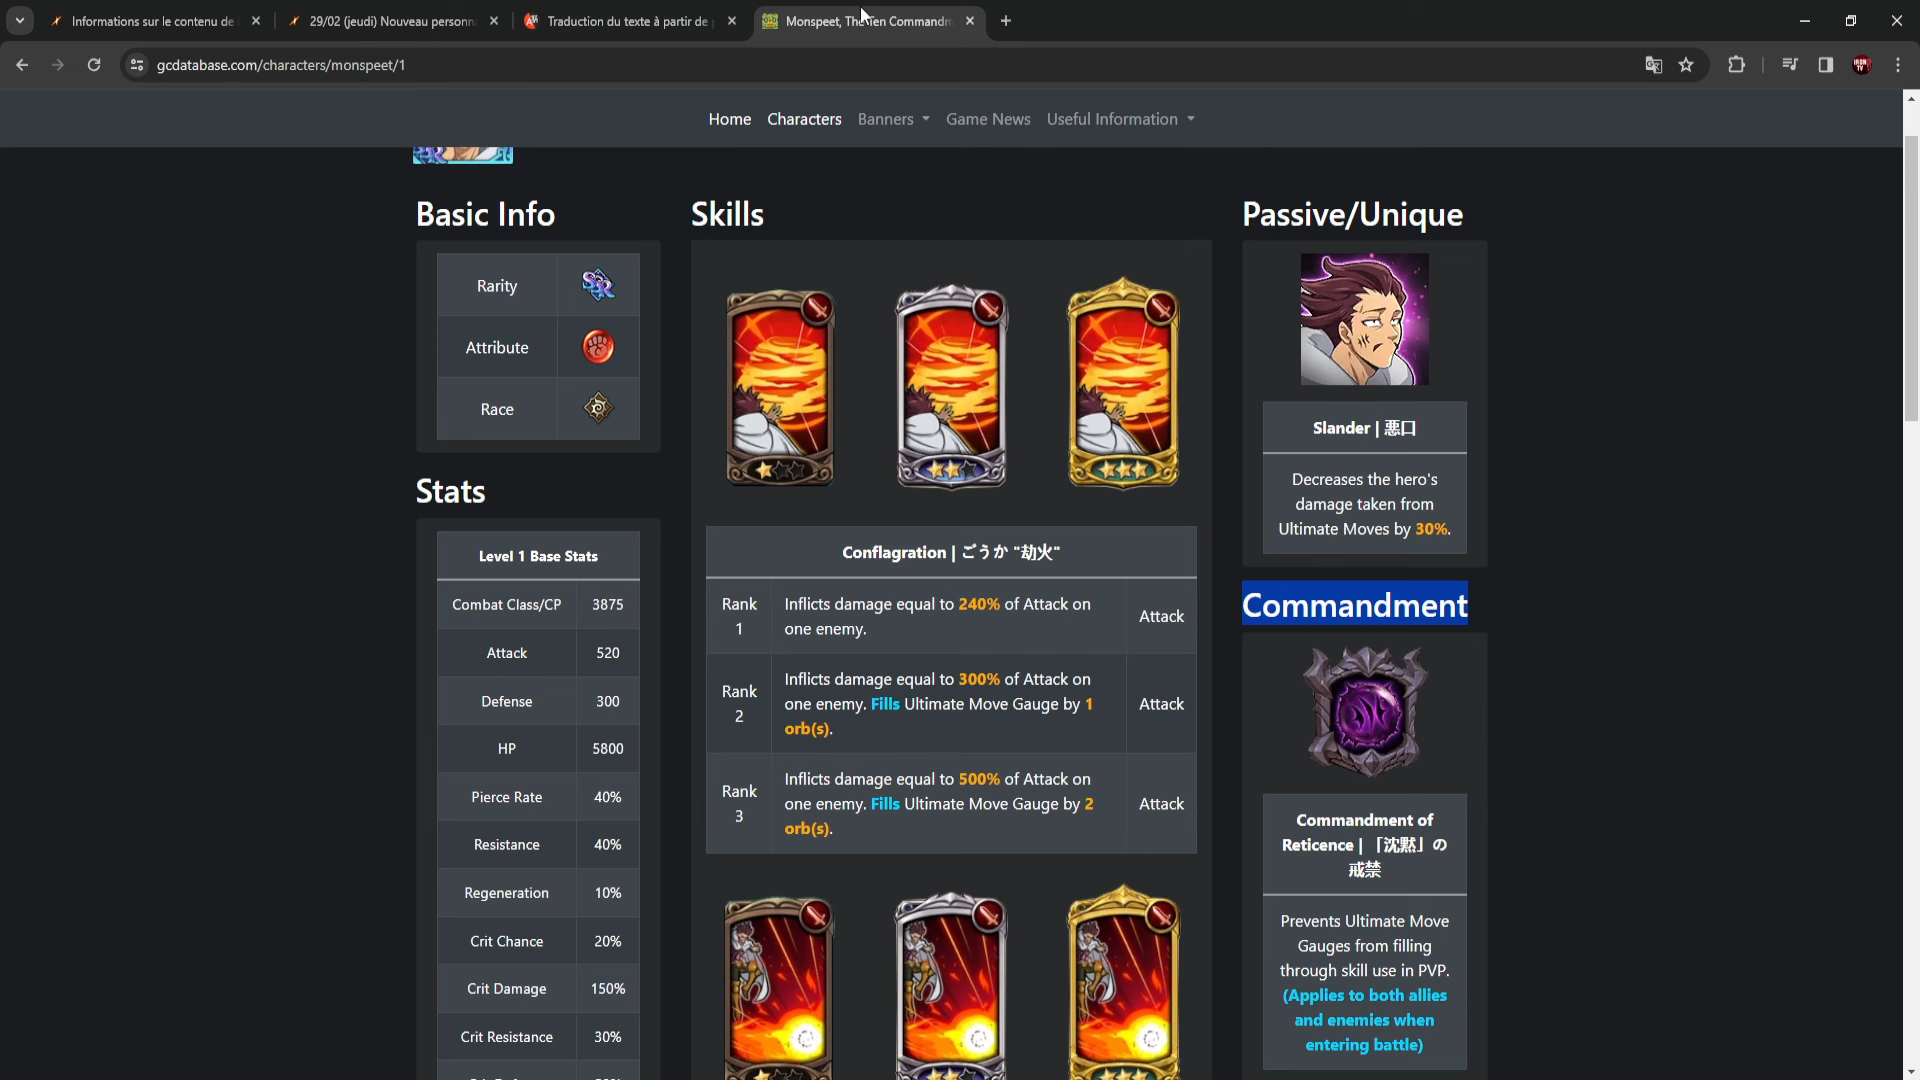 Informations sur le contenu de
29/02 (jeudi) Nouveau personn
Traduction du texte à partir de
Monspeet, The Ten Commandm
gcdatabase.com/characters/monspeet/1
Home Characters Banners Game News Useful Information
Basic Info
Rarity
SR
Attribute
Race
Stats
Level 1 Base Stats
Combat Class/CP 3875
Attack 520
Defense 300
HP 5800
Pierce Rate 40%
Resistance 40%
Regeneration 10%
Crit Chance 20%
Crit Damage 150%
Crit Resistance 30%
Skills
Conflagration | ごうか "劫火"
Rank 1
Inflicts damage equal to 240% of Attack on
one enemy.
Attack
Rank 2
Inflicts damage equal to 300% of Attack on
one enemy. Fills Ultimate Move Gauge by 1
orb(s).
Attack
Rank 3
Inflicts damage equal to 500% of Attack on
one enemy. Fills Ultimate Move Gauge by 2
orb(s).
Attack
Passive/Unique
Slander | 悪口
Decreases the hero's
damage taken from
Ultimate Moves by 30%.
Commandment
Commandment of
Reticence | 「沈黙」の
戒禁
Prevents Ultimate Move
Gauges from filling
through skill use in PVP.
(Applies to both allies
and enemies when
entering battle)